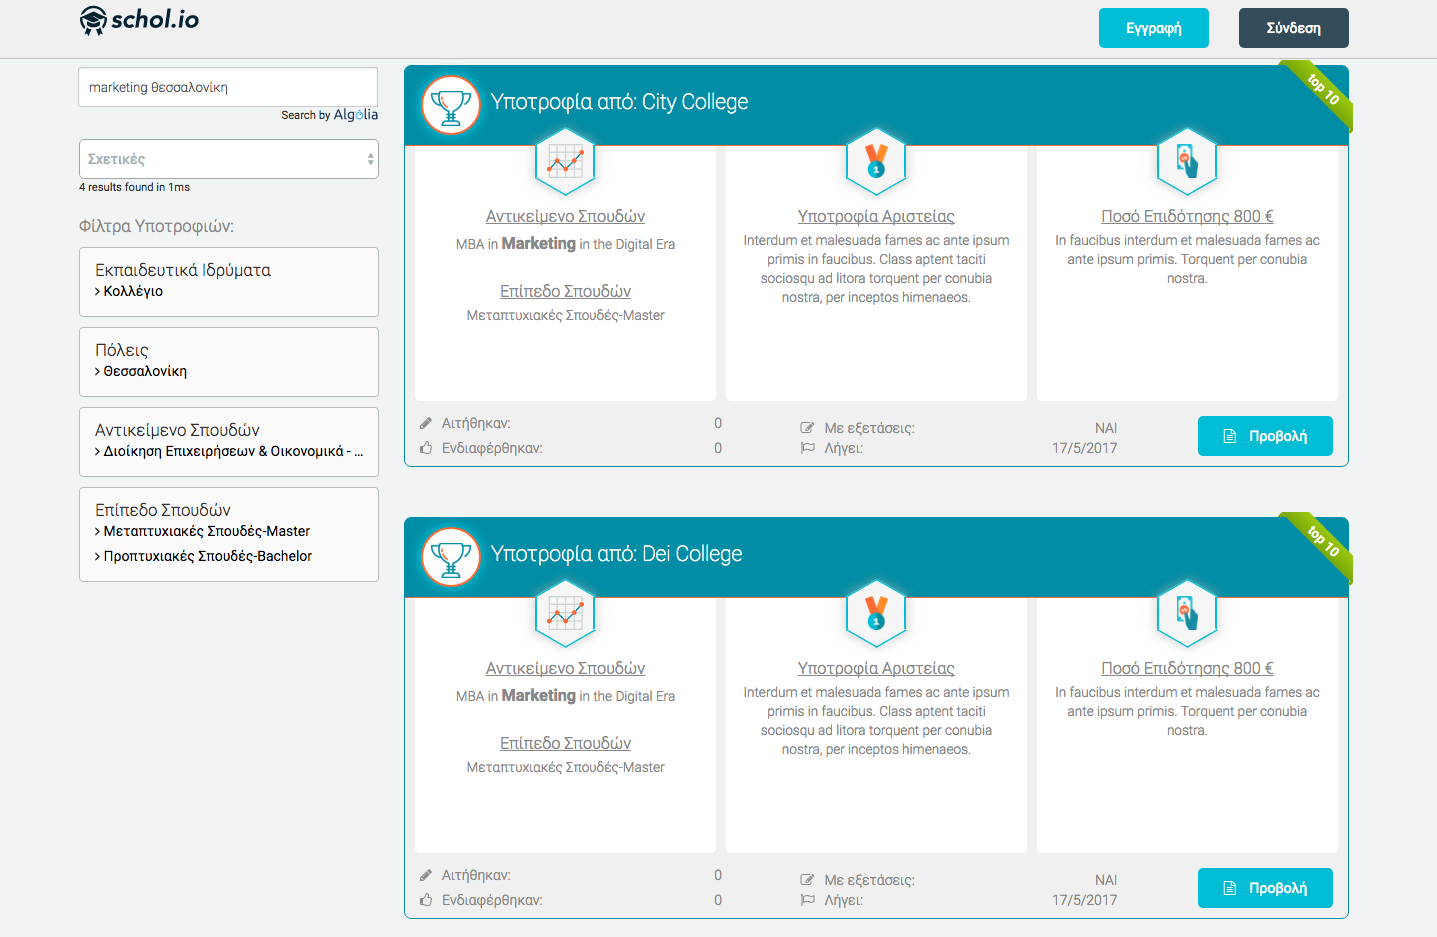 schol.io
Εγγραφή
Σύνδεση
marketing θεσσαλονίκη
Search by Algolia
Σχετικές
4 results found in 1ms
Φίλτρα Υποτροφιών:
Εκπαιδευτικά Ιδρύματα
> Κολλέγιο
Πόλεις
> Θεσσαλονίκη
Αντικείμενο Σπουδών
> Διοίκηση Επιχειρήσεων & Οικονομικά - ...
Επίπεδο Σπουδών
> Μεταπτυχιακές Σπουδές-Master
> Προπτυχιακές Σπουδές-Bachelor
Υποτροφία από: City College
top 10
Αντικείμενο Σπουδών
MBA in Marketing in the Digital Era
Επίπεδο Σπουδών
Μεταπτυχιακές Σπουδές-Master
1
Υποτροφία Αριστείας
Interdum et malesuada fames ac ante ipsum
primis in faucibus. Class aptent taciti
sociosqu ad litora torquent per conubia
nostra, per inceptos himenaeos.
Ποσό Επιδότησης 800 €
In faucibus interdum et malesuada fames ac
ante ipsum primis. Torquent per conubia
nostra.
Αιτήθηκαν: 0
Ενδιαφέρθηκαν: 0
Με εξετάσεις: ΝΑΙ
Λήγει: 17/5/2017
Προβολή
Υποτροφία από: Dei College
top 10
Αντικείμενο Σπουδών
MBA in Marketing in the Digital Era
Επίπεδο Σπουδών
Μεταπτυχιακές Σπουδές-Master
1
Υποτροφία Αριστείας
Interdum et malesuada fames ac ante ipsum
primis in faucibus. Class aptent taciti
sociosqu ad litora torquent per conubia
nostra, per inceptos himenaeos.
Ποσό Επιδότησης 800 €
In faucibus interdum et malesuada fames ac
ante ipsum primis. Torquent per conubia
nostra.
Αιτήθηκαν: 0
Ενδιαφέρθηκαν: 0
Με εξετάσεις: ΝΑΙ
Λήγει: 17/5/2017
Προβολή